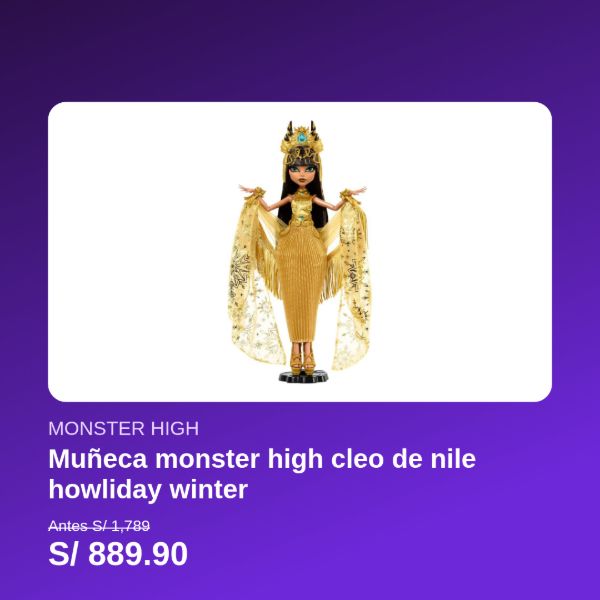 MONSTER HIGH
Muñeca monster high cleo de nile
howliday winter
Antes S/ 1,789
S/ 889.90